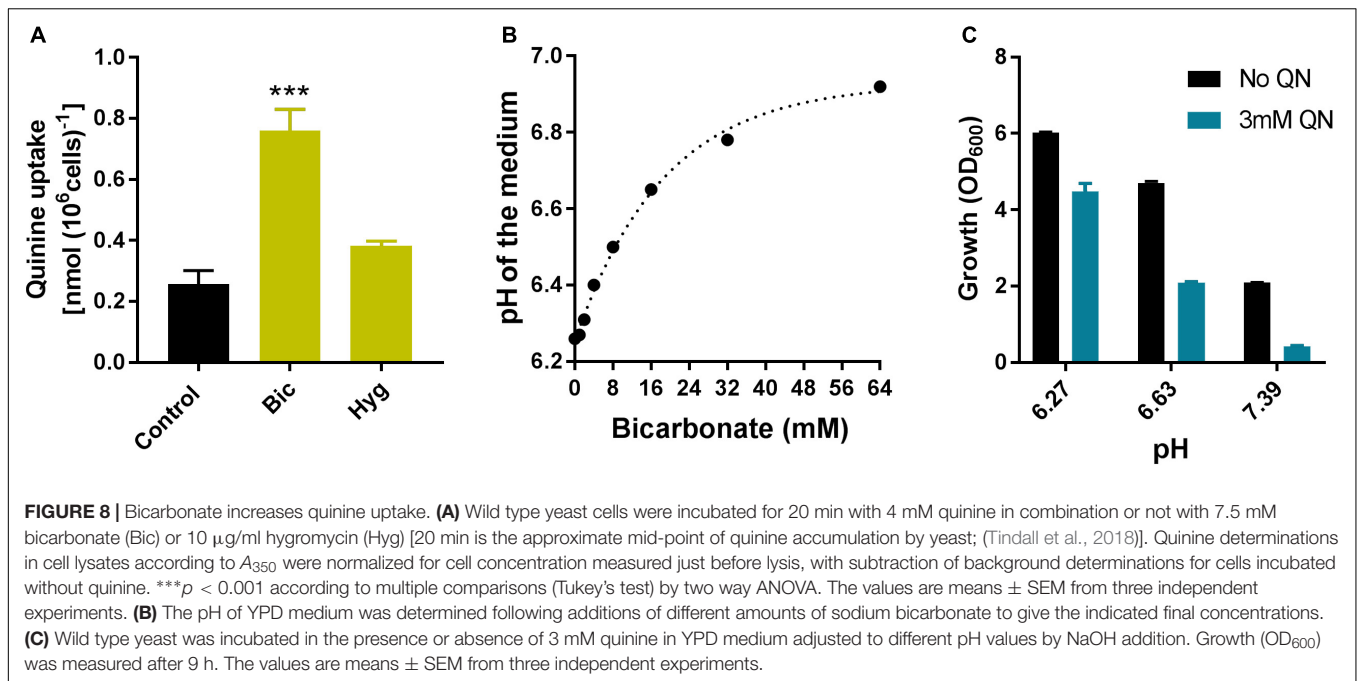 A
Quinine uptake
[nmol (10⁶cells)⁻¹]
1.0
0.8
0.6
0.4
0.2
0.0
***
Control
Bic
Hyg
B
pH of the medium
7.0
6.8
6.6
6.4
6.2
0 8 16 24 32 40 48 56 64
Bicarbonate (mM)
C
Growth (OD₆₀₀)
8
6
4
2
0
No QN
3mM QN
6.27
6.63
7.39
pH
FIGURE 8 | Bicarbonate increases quinine uptake. (A) Wild type yeast cells were incubated for 20 min with 4 mM quinine in combination or not with 7.5 mM
bicarbonate (Bic) or 10 μg/ml hygromycin (Hyg) [20 min is the approximate mid-point of quinine accumulation by yeast; (Tindall et al., 2018)]. Quinine determinations
in cell lysates according to A₃₅₀ were normalized for cell concentration measured just before lysis, with subtraction of background determinations for cells incubated
without quinine. ***p < 0.001 according to multiple comparisons (Tukey's test) by two way ANOVA. The values are means ± SEM from three independent
experiments. (B) The pH of YPD medium was determined following additions of different amounts of sodium bicarbonate to give the indicated final concentrations.
(C) Wild type yeast was incubated in the presence or absence of 3 mM quinine in YPD medium adjusted to different pH values by NaOH addition. Growth (OD₆₀₀)
was measured after 9 h. The values are means ± SEM from three independent experiments.